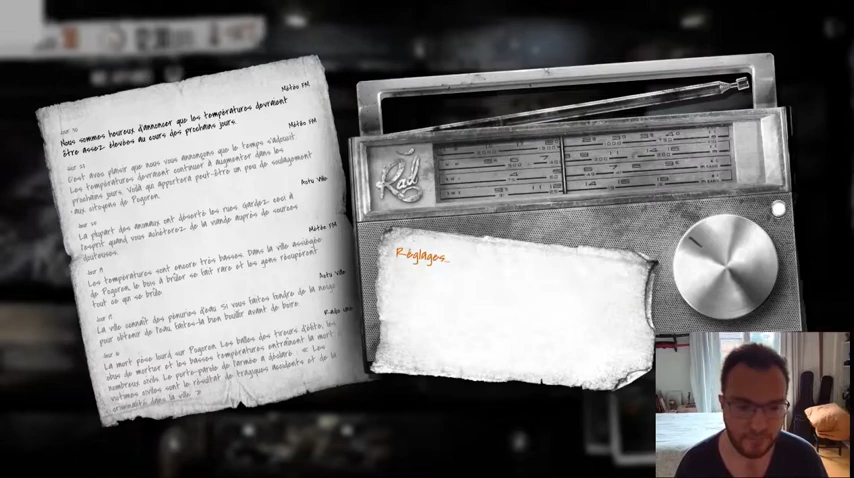 Météo FM
Jour 30
Nous sommes heureux d'annoncer que les températures devraient
être assez élevées au cours des prochains jours.
Météo FM
C'est avec plaisir que nous vous annonçons que le temps s'adoucit.
Les températures devraient continuer à augmenter dans les
prochains jours. Voilà qui apportera peut-être un peu de soulagement
aux citoyens de Pogoren.
Actu Ville
La plupart des animaux ont déserté les rues. Gardez ceci à
l'esprit quand vous achèterez de la viande auprès de sources
douteuses.
Météo FM
Les températures sont encore très basses. Dans la ville assiégée
de Pogoren, le bois à brûler se fait rare et les gens récupèrent
tout ce qui se brûle.
Actu Ville
La ville connaît des pénuries d'eau. Si vous faites fondre de la neige
pour obtenir de l'eau, faites-la bien bouillir avant de boire.
La mort pèse lourd sur Pogoren. Les balles des tireurs d'élite, les
obus de mortier et les basses températures entraînent la mort
nombreux civils. Le porte-parole de l'armée a déclaré : « Les
victimes civiles sont le résultat de tragiques accidents et de la
criminalité dans la ville. »
Rad
Réglages...